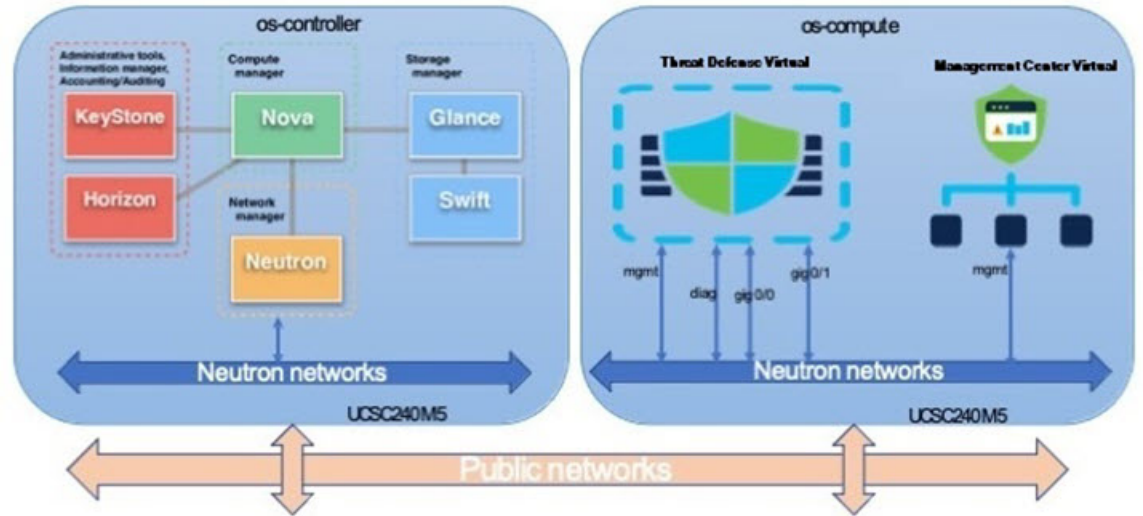 os-controller
Administrative tools,
Information manager,
Accounting/Auditing
KeyStone
Horizon
Compute
manager
Nova
Storage
manager
Glance
Swift
Network
manager
Neutron
Neutron networks
UCSC240M5
os-compute
Threat Defense Virtual
Management Center Virtual
mgmt
diag
gig0/0
gig0/1
mgmt
Neutron networks
UCSC240M5
Public networks